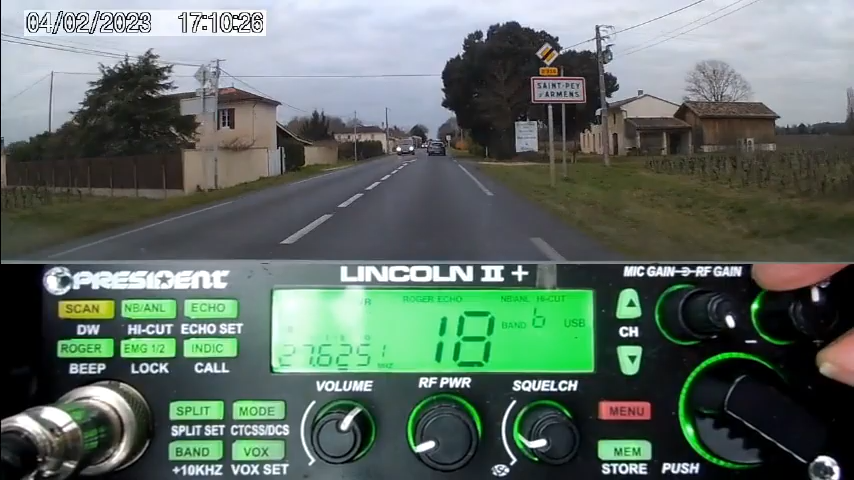 04/02/2023 17:10:26
SAINT-PEY
D'ARMENS
PRESIDENT
LINCOLN II +
MIC GAIN RF GAIN
SCAN NB/ANL ECHO
DW HI-CUT ECHO SET
ROGER EMG 1/2 INDIC
BEEP LOCK CALL
ROGER ECHO NB/ANL HI-CUT
18 BAND b USB
27.6251 MHZ
CH
VOLUME RF PWR SQUELCH
SPLIT MODE
SPLIT SET CTCSS/DCS
BAND VOX
+10KHZ VOX SET
MENU
MEM
STORE PUSH